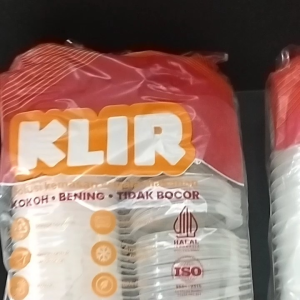 KLIR
KOKOH • BENING • TIDAK BOCOR
HALAL
ISO